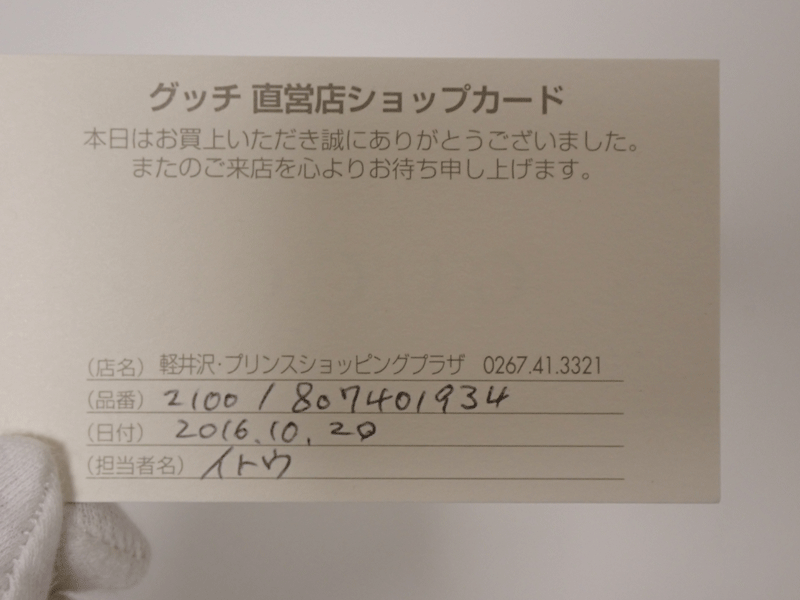 グッチ 直営店ショップカード
本日はお買上いただき誠にありがとうございました。
またのご来店を心よりお待ち申し上げます。
(店名) 軽井沢・プリンスショッピングプラザ 0267.41.3321
(品番) 2100 / 807401934
(日付) 2016.10.20
(担当者名) イトウ